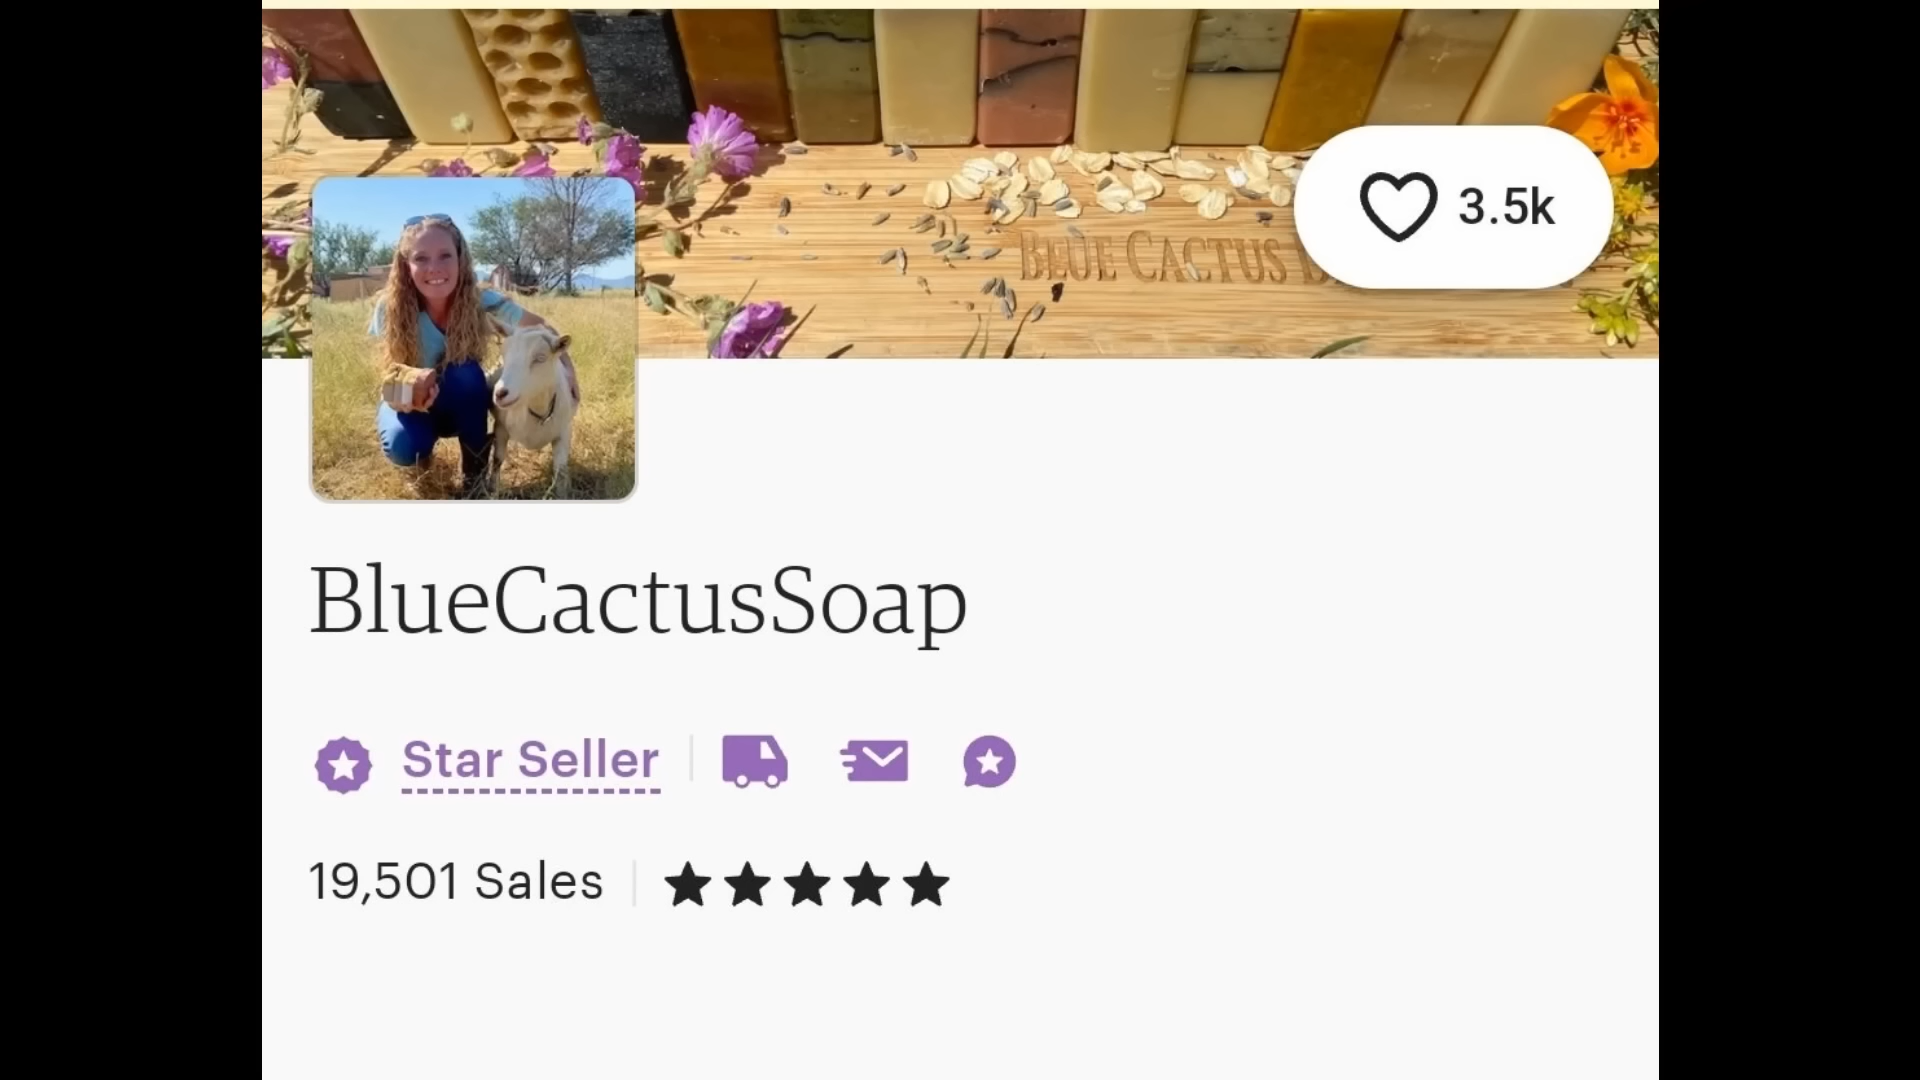 BLUE CACTUS
3.5k
BlueCactusSoap
Star Seller
19,501 Sales